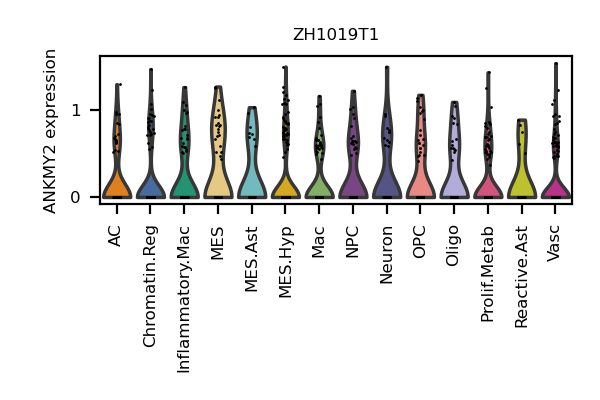 ZH1019T1
ANKMY2 expression
1
0
AC
Chromatin.Reg
Inflammatory.Mac
MES
MES.Ast
MES.Hyp
Mac
NPC
Neuron
OPC
Oligo
Prolif.Metab
Reactive.Ast
Vasc